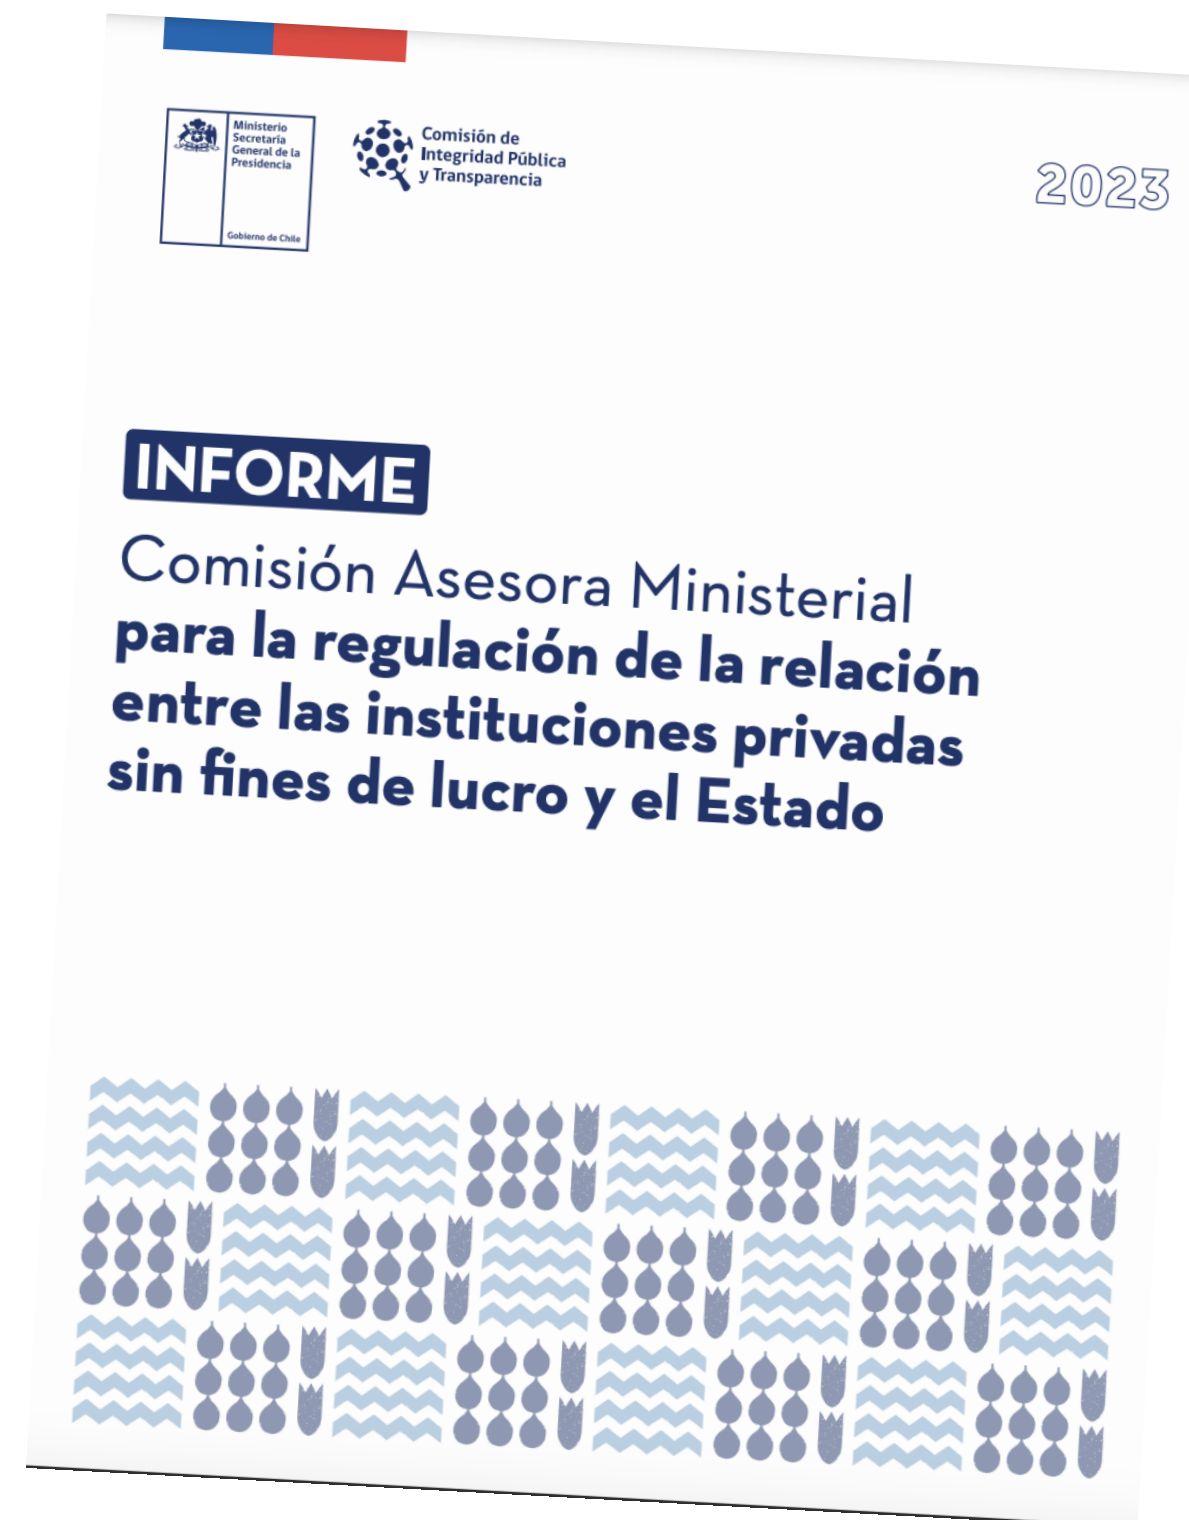 Ministerio
Secretaría
General de la
Presidencia
Gobierno de Chile
Comisión de
Integridad Pública
y Transparencia
2023
INFORME
Comisión Asesora Ministerial
para la regulación de la relación
entre las instituciones privadas
sin fines de lucro y el Estado